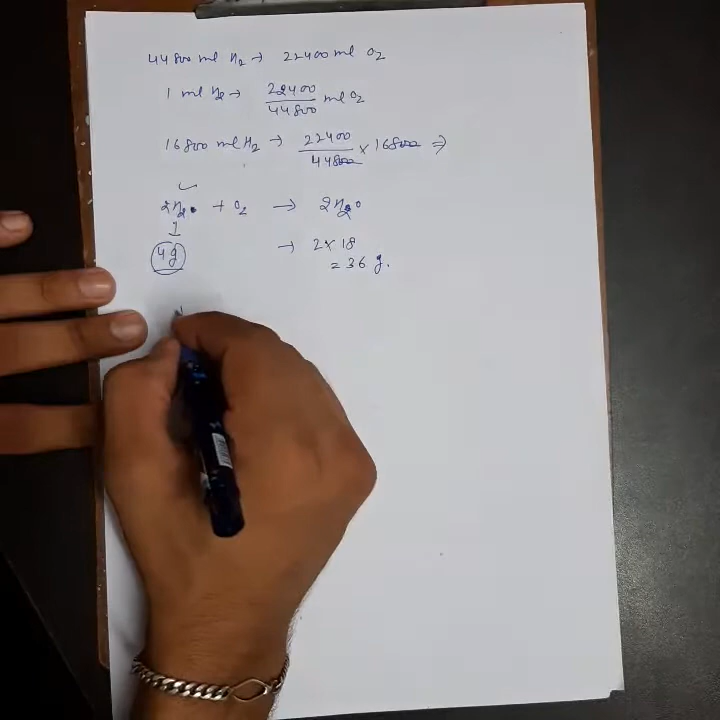 44800 ml H2 → 22400 ml O2
1 ml H2 → 22400/44800 ml O2
16800 ml H2 → 22400/44800 × 16800 ⇒
2H2 + O2 → 2H2O
4g → 2×18
= 36 g.